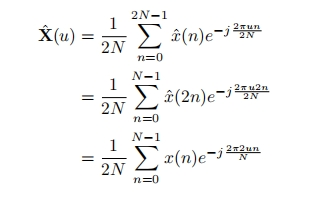 X̂(u) = 1/2N ∑_{n=0}^{2N−1} x̂(n)e^{−j 2πun/2N}
= 1/2N ∑_{n=0}^{N−1} x̂(2n)e^{−j 2πu2n/2N}
= 1/2N ∑_{n=0}^{N−1} x(n)e^{−j 2π2un/N}